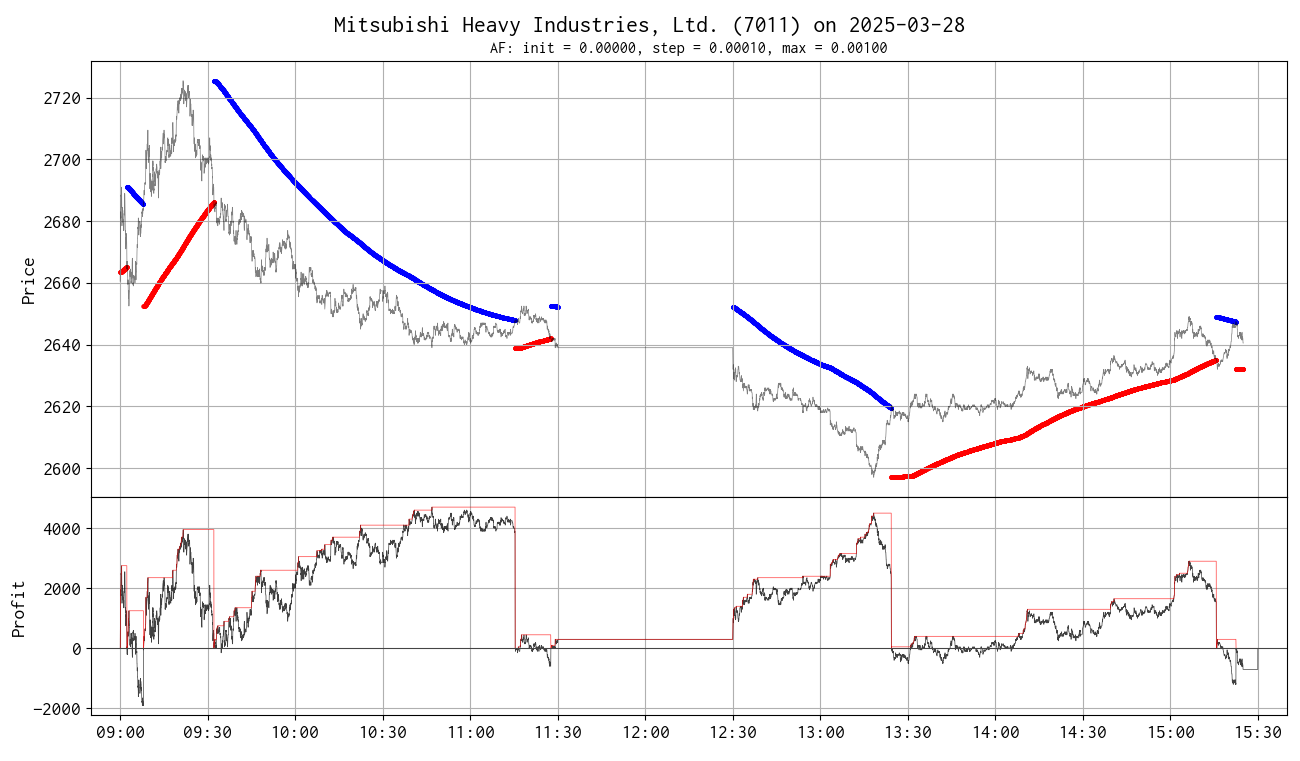 Mitsubishi Heavy Industries, Ltd. (7011) on 2025-03-28
AF: init = 0.00000, step = 0.00010, max = 0.00100
Price
2720
2700
2680
2660
2640
2620
2600
Profit
4000
2000
0
−2000
09:00 09:30 10:00 10:30 11:00 11:30 12:00 12:30 13:00 13:30 14:00 14:30 15:00 15:30